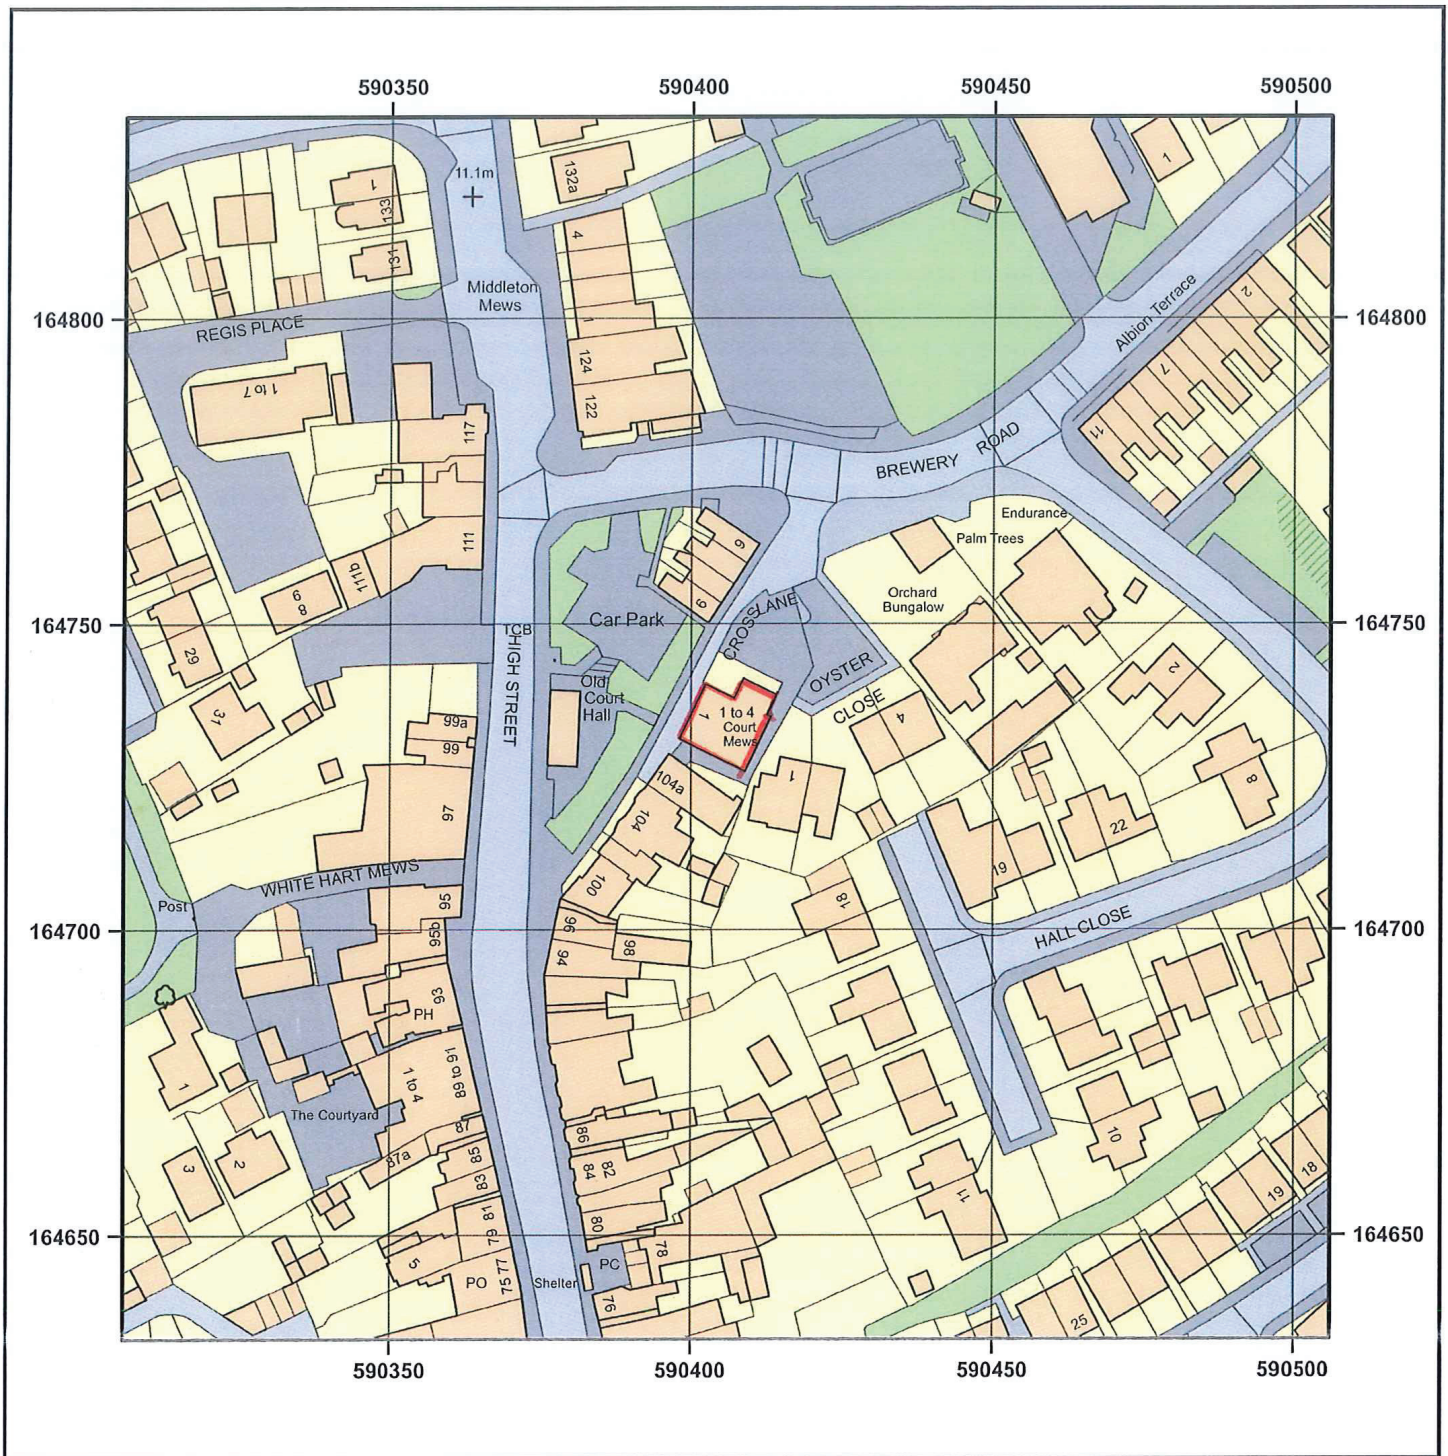 590350
590400
590450
590500
11.1m
132a
1
133
131
1
4
Middleton
Mews
164800
REGIS PLACE
164800
Albion Terrace
2
7
11
1
124
122
1 to 7
117
BREWERY ROAD
Endurance
Palm Trees
111
9
111b
8
9
6
Orchard
Bungalow
Car Park
CROSS LANE
164750
TCB
164750
29
HIGH STREET
OYSTER
CLOSE
Old
Court
Hall
2
31
1
1 to 4
Court
Mews
4
99a
99
8
104a
1
97
104
22
19
WHITE HART MEWS
100
18
Post
95
96
HALL CLOSE
164700
95b
98
164700
94
93
PH
1
1 to 4
89 to 91
The Courtyard
87
86
10
87a
85
84
82
3
2
83
11
18
19
81
80
164650
79
78
164650
5
PO
75 77
Shelter
PC
76
25
590350
590400
590450
590500